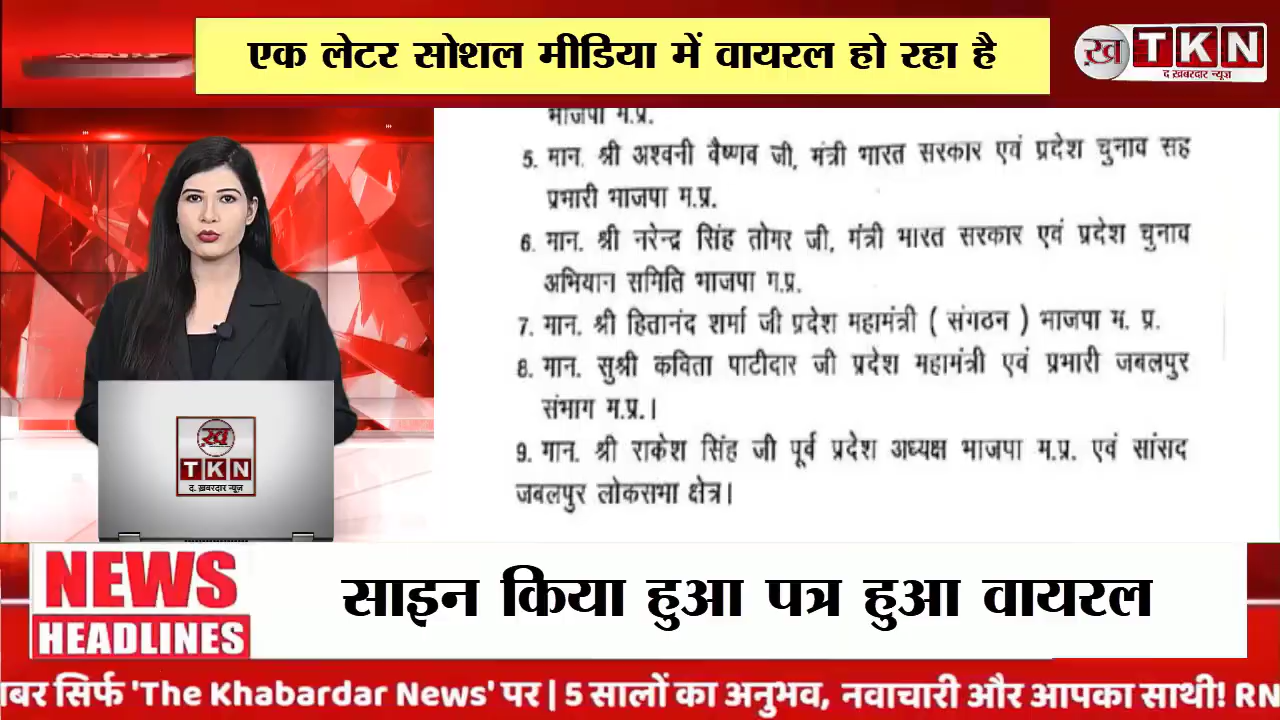 एक लेटर सोशल मीडिया में वायरल हो रहा है
ख़ TKN
द ख़बरदार न्यूज़
भाजपा म.प्र.
5. मान. श्री अश्वनी वैष्णव जी, मंत्री भारत सरकार एवं प्रदेश चुनाव सह
प्रभारी भाजपा म.प्र.
6. मान. श्री नरेन्द्र सिंह तोमर जी, मंत्री भारत सरकार एवं प्रदेश चुनाव
अभियान समिति भाजपा म.प्र.
7. मान. श्री हितानंद शर्मा जी प्रदेश महामंत्री ( संगठन ) भाजपा म. प्र.
8. मान. सुश्री कविता पाटीदार जी प्रदेश महामंत्री एवं प्रभारी जबलपुर
संभाग म.प्र.।
9. मान. श्री राकेश सिंह जी पूर्व प्रदेश अध्यक्ष भाजपा म.प्र. एवं सांसद
जबलपुर लोकसभा क्षेत्र।
ख़
TKN
द ख़बरदार न्यूज़
NEWS
HEADLINES
साइन किया हुआ पत्र हुआ वायरल
बर सिर्फ 'The Khabardar News' पर | 5 सालों का अनुभव, नवाचारी और आपका साथी! RN